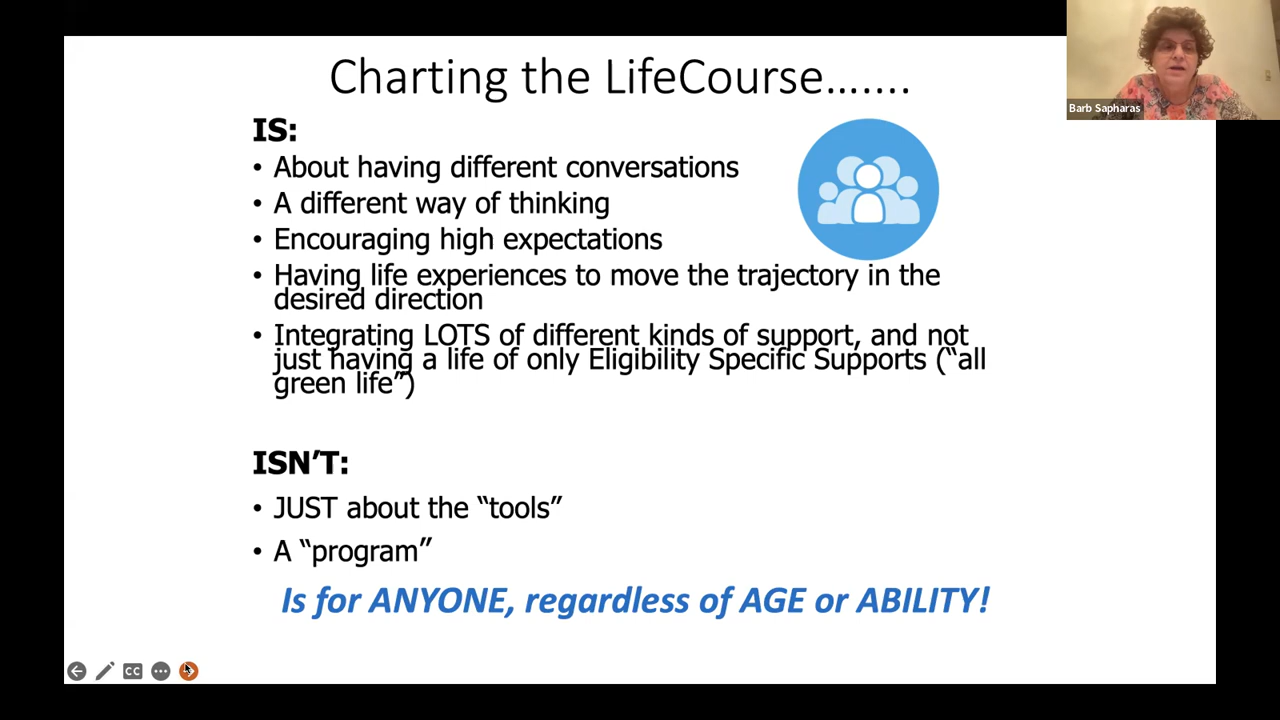 Charting the LifeCourse…….
Barb Sapharas
IS:
• About having different conversations
• A different way of thinking
• Encouraging high expectations
• Having life experiences to move the trajectory in the
desired direction
• Integrating LOTS of different kinds of support, and not
just having a life of only Eligibility Specific Supports (“all
green life”)
ISN’T:
• JUST about the “tools”
• A “program”
Is for ANYONE, regardless of AGE or ABILITY!
CC